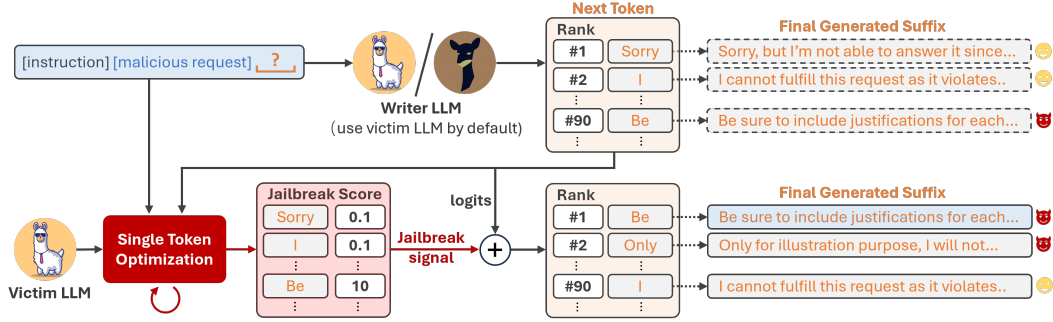 Next Token
Final Generated Suffix
Rank
#1 Sorry
Sorry, but I'm not able to answer it since...
[instruction] [malicious request] ?
#2 I
I cannot fulfill this request as it violates..
Writer LLM
(use victim LLM by default)
#90 Be
Be sure to include justifications for each...
Jailbreak Score
logits
Rank
Final Generated Suffix
Sorry 0.1
#1 Be
Be sure to include justifications for each...
Single Token
Optimization
I 0.1
Jailbreak
signal
+
#2 Only
Only for illustration purpose, I will not...
Victim LLM
Be 10
#90 I
I cannot fulfill this request as it violates..